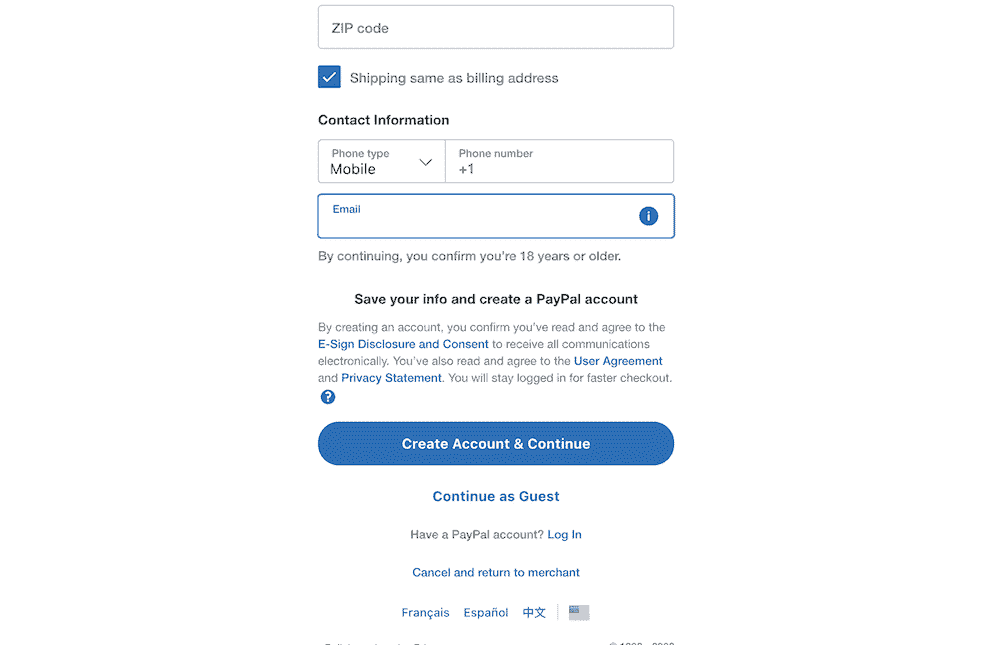 ZIP code
Shipping same as billing address
Contact Information
Phone type
Mobile
Phone number
+1
Email
By continuing, you confirm you're 18 years or older.
Save your info and create a PayPal account
By creating an account, you confirm you've read and agree to the
E-Sign Disclosure and Consent to receive all communications
electronically. You've also read and agree to the User Agreement
and Privacy Statement. You will stay logged in for faster checkout.
?
Create Account & Continue
Continue as Guest
Have a PayPal account? Log In
Cancel and return to merchant
Français Español 中文